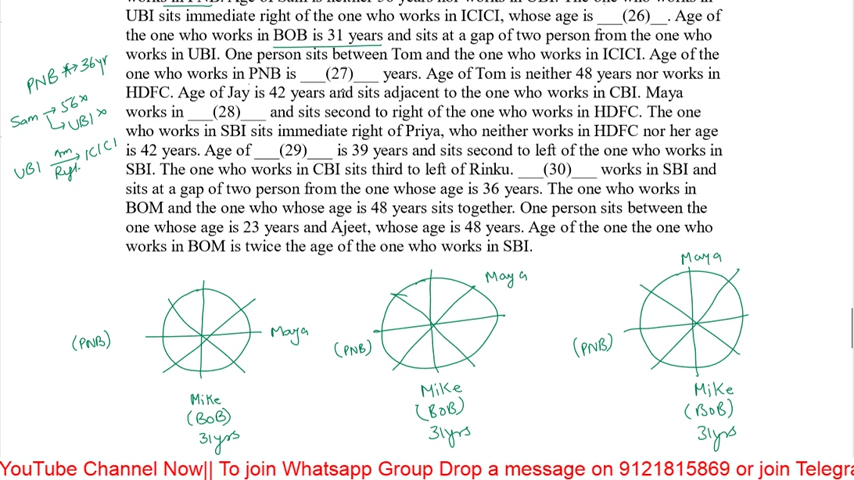 UBI sits immediate right of the one who works in ICICI, whose age is ___(26)__. Age of
the one who works in BOB is 31 years and sits at a gap of two person from the one who
works in UBI. One person sits between Tom and the one who works in ICICI. Age of the
one who works in PNB is ___(27)___ years. Age of Tom is neither 48 years nor works in
HDFC. Age of Jay is 42 years and sits adjacent to the one who works in CBI. Maya
works in ___(28)___ and sits second to right of the one who works in HDFC. The one
who works in SBI sits immediate right of Priya, who neither works in HDFC nor her age
is 42 years. Age of ___(29)___ is 39 years and sits second to left of the one who works in
SBI. The one who works in CBI sits third to left of Rinku. ___(30)___ works in SBI and
sits at a gap of two person from the one whose age is 36 years. The one who works in
BOM and the one who whose age is 48 years sits together. One person sits between the
one whose age is 23 years and Ajeet, whose age is 48 years. Age of the one the one who
works in BOM is twice the age of the one who works in SBI.
PNB 36yr
Sam → 56 x
↳ UBI x
UBI Im Ryt. → ICICI
(PNB) Maya
Mike
(BOB)
31yrs
Maya
(PNB)
Mike
(BOB)
31yrs
Maya
(PNB)
Mike
(BOB)
31yrs
YouTube Channel Now|| To join Whatsapp Group Drop a message on 9121815869 or join Telegra